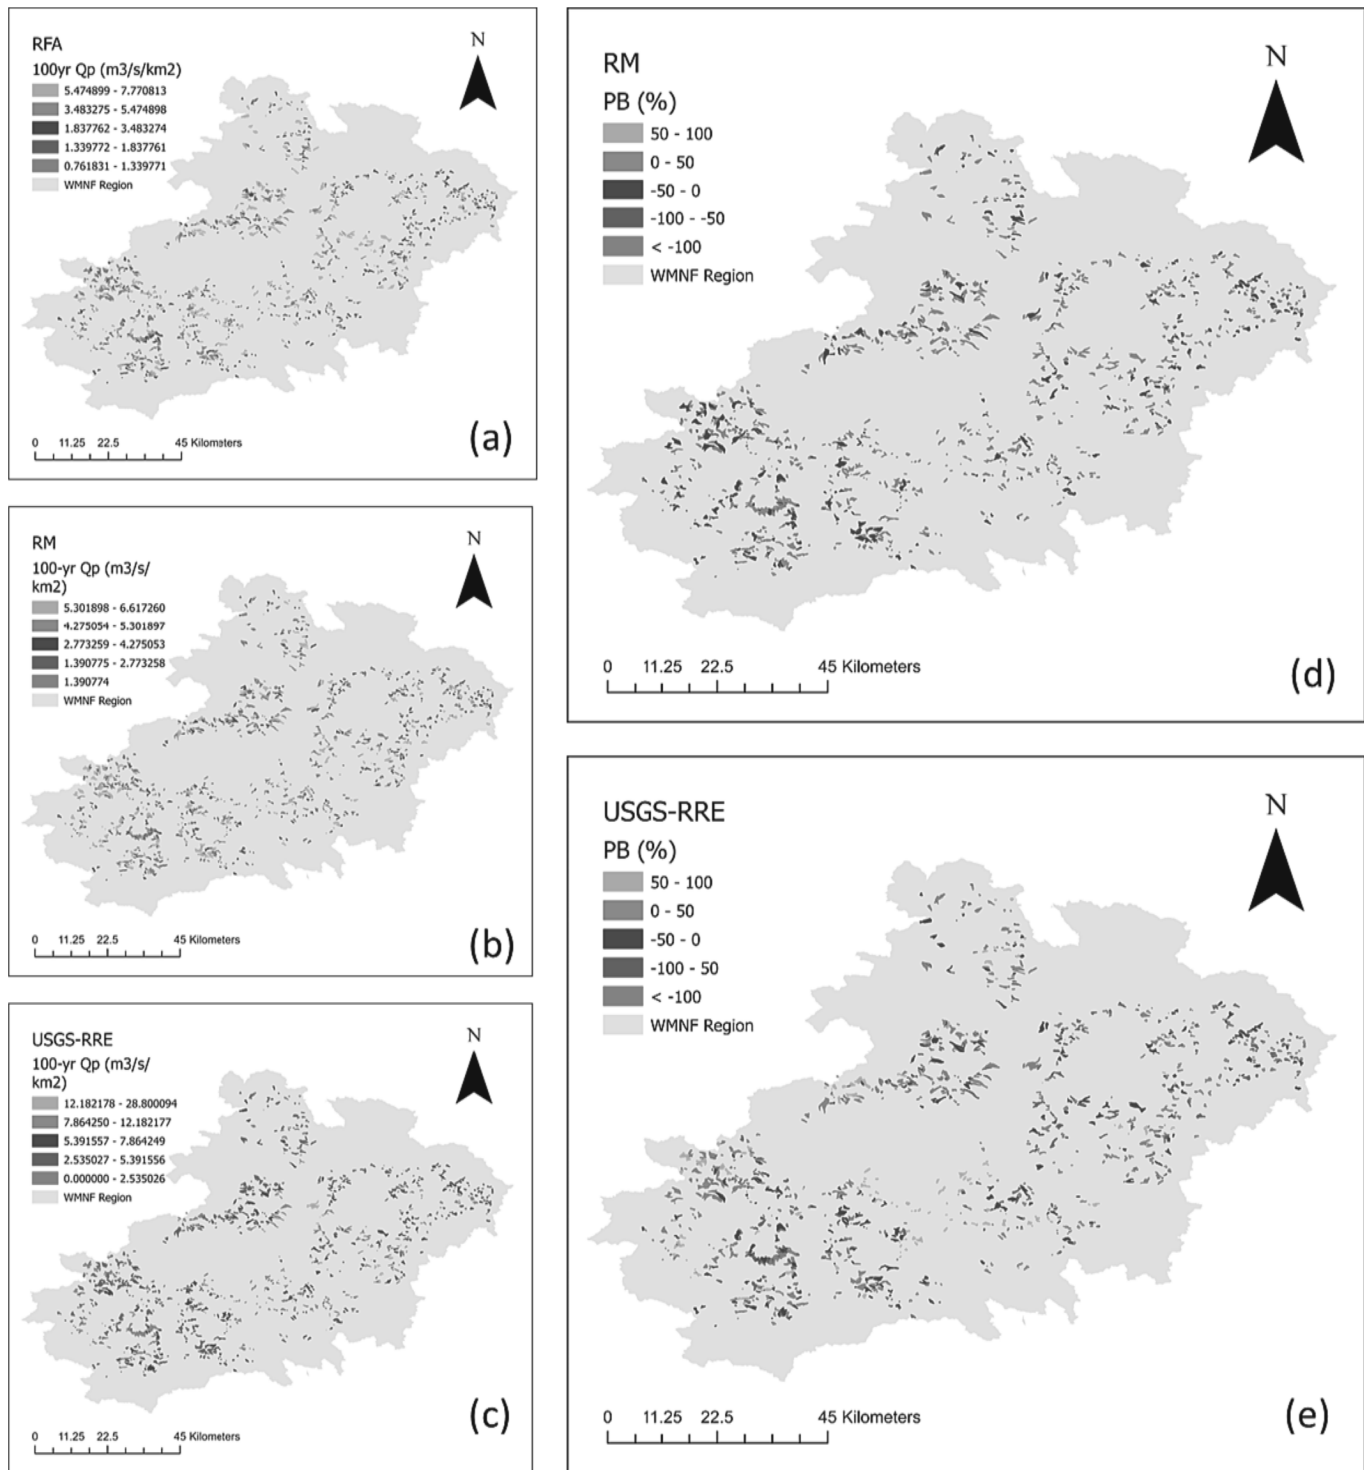 RFA
N
100yr Qp (m3/s/km2)
5.474899 - 7.770813
3.483275 - 5.474898
1.837762 - 3.483274
1.339772 - 1.837761
0.761831 - 1.339771
WMNF Region
0 11.25 22.5 45 Kilometers
(a)
RM
N
100-yr Qp (m3/s/
km2)
5.301898 - 6.617260
4.275054 - 5.301897
2.773259 - 4.275053
1.390775 - 2.773258
1.390774
WMNF Region
0 11.25 22.5 45 Kilometers
(b)
USGS-RRE
N
100-yr Qp (m3/s/
km2)
12.182178 - 28.800094
7.864250 - 12.182177
5.391557 - 7.864249
2.535027 - 5.391556
0.000000 - 2.535026
WMNF Region
0 11.25 22.5 45 Kilometers
(c)
RM
N
PB (%)
50 - 100
0 - 50
-50 - 0
-100 - -50
< -100
WMNF Region
0 11.25 22.5 45 Kilometers
(d)
USGS-RRE
N
PB (%)
50 - 100
0 - 50
-50 - 0
-100 - 50
< -100
WMNF Region
0 11.25 22.5 45 Kilometers
(e)